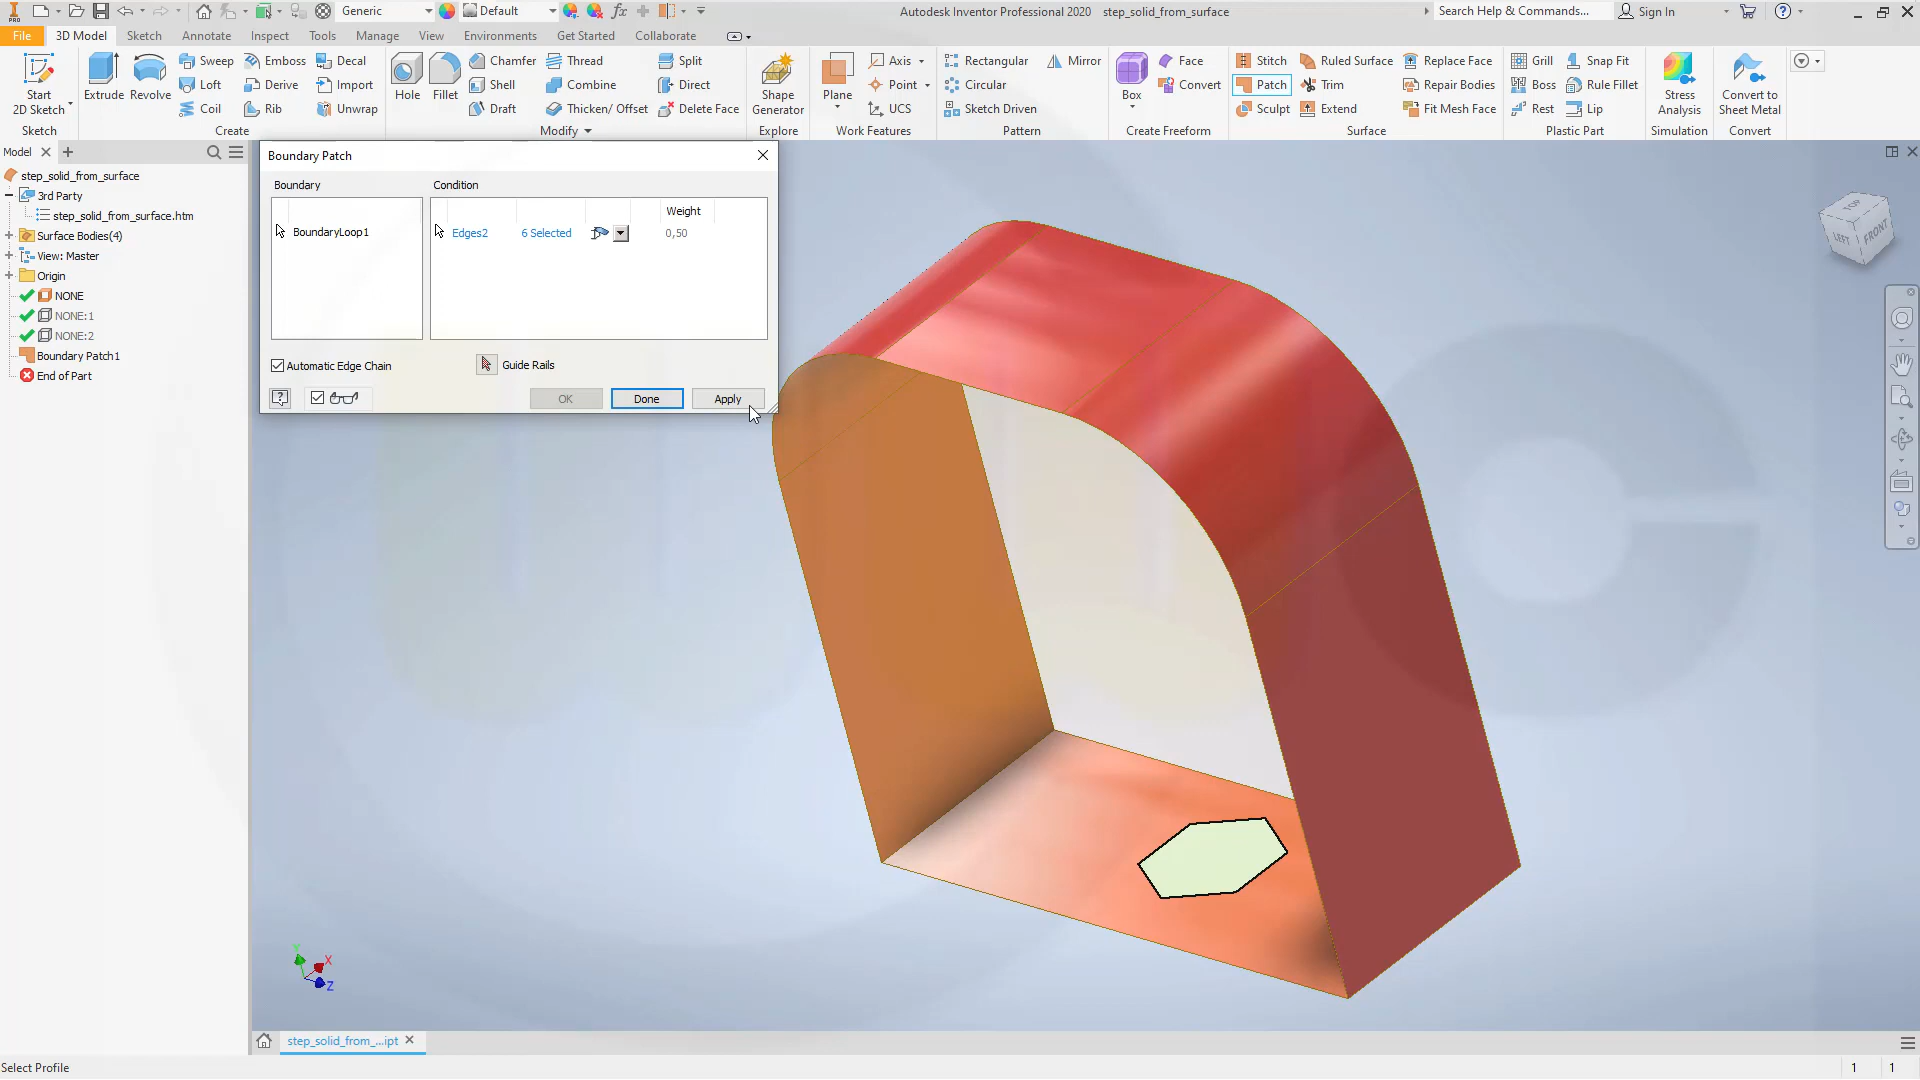 Generic
Default
fx
Autodesk Inventor Professional 2020 step_solid_from_surface
Search Help & Commands...
Sign In
File
3D Model
Sketch
Annotate
Inspect
Tools
Manage
View
Environments
Get Started
Collaborate
Start
2D Sketch
Sketch
Extrude
Revolve
Sweep
Loft
Coil
Emboss
Derive
Rib
Decal
Import
Unwrap
Create
Hole
Fillet
Chamfer
Shell
Draft
Thread
Combine
Thicken/ Offset
Split
Direct
Delete Face
Modify
Shape
Generator
Explore
Plane
Axis
Point
UCS
Work Features
Rectangular
Circular
Sketch Driven
Mirror
Pattern
Box
Face
Convert
Create Freeform
Stitch
Patch
Sculpt
Ruled Surface
Trim
Extend
Replace Face
Repair Bodies
Fit Mesh Face
Surface
Grill
Boss
Rest
Snap Fit
Rule Fillet
Lip
Plastic Part
Stress
Analysis
Simulation
Convert to
Sheet Metal
Convert
Model
step_solid_from_surface
3rd Party
step_solid_from_surface.htm
Surface Bodies(4)
View: Master
Origin
NONE
NONE:1
NONE:2
Boundary Patch1
End of Part
Boundary Patch
Boundary
Condition
Weight
BoundaryLoop1
Edges2 6 Selected 0,50
Automatic Edge Chain
Guide Rails
OK
Done
Apply
TOP
LEFT
FRONT
Y
X
Z
step_solid_from_...ipt
Select Profile
1 1